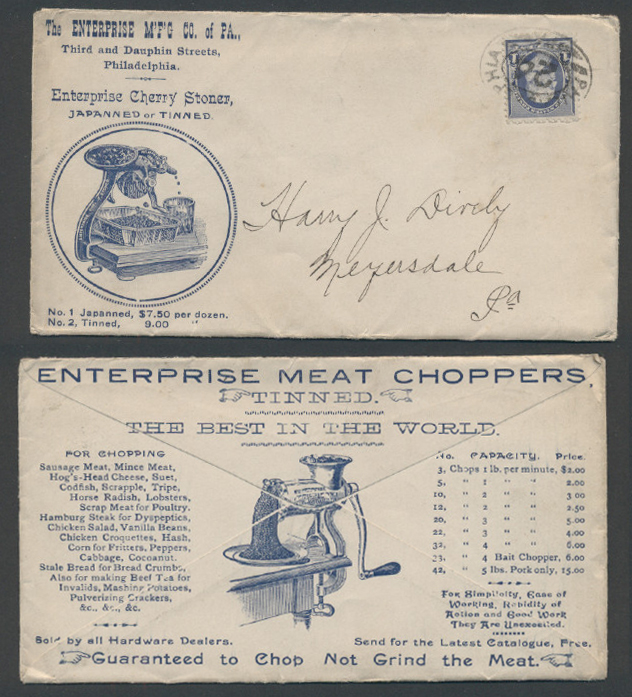 The ENTERPRISE M'F'G CO. of PA.,
Third and Dauphin Streets,
Philadelphia.
Enterprise Cherry Stoner,
JAPANNED or TINNED.
No. 1 Japanned, $7.50 per dozen.
No. 2, Tinned, 9.00 "
Harry J. Dively
Meyersdale
Pa
ENTERPRISE MEAT CHOPPERS,
TINNED.
THE BEST IN THE WORLD.
FOR CHOPPING
Sausage Meat, Mince Meat,
Hog's-Head Cheese, Suet,
Codfish, Scrapple, Tripe,
Horse Radish, Lobsters,
Scrap Meat for Poultry.
Hamburg Steak for Dyspeptics,
Chicken Salad, Vanilla Beans,
Chicken Croquettes, Hash,
Corn for Fritters, Peppers,
Cabbage, Cocoanut.
Stale Bread for Bread Crumbs,
Also for making Beef Tea for
Invalids, Mashing Potatoes,
Pulverizing Crackers,
&c., &c., &c.
No. CAPACITY. Price.
3, Chops 1 lb. per minute, $2.00
5, " 1 " " 2.00
10, " 2 " " 3 00
12, " 2 " " 2.50
20, " 3 " " 5.00
22, " 3 " " 4.00
32, " 4 " " 6.00
23, " 4 Bait Chopper, 6.00
42, " 5 lbs. Pork only, 15.00
For Simplicity, Ease of
Working, Rapidity of
Action and Good Work
They Are Unexcelled.
Sold by all Hardware Dealers.
Send for the Latest Catalogue, Free.
Guaranteed to Chop Not Grind the Meat.